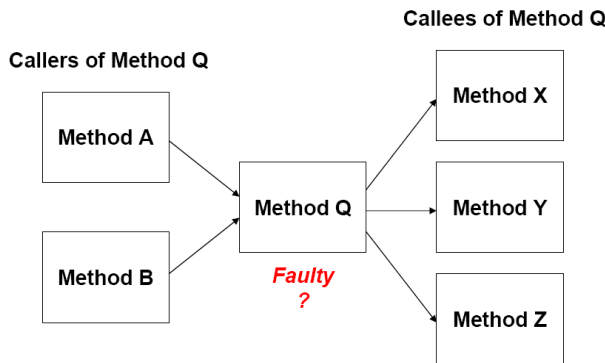 Callees of Method Q
Callers of Method Q
Method X
Method A
Method Q
Method Y
Method B
Faulty
?
Method Z